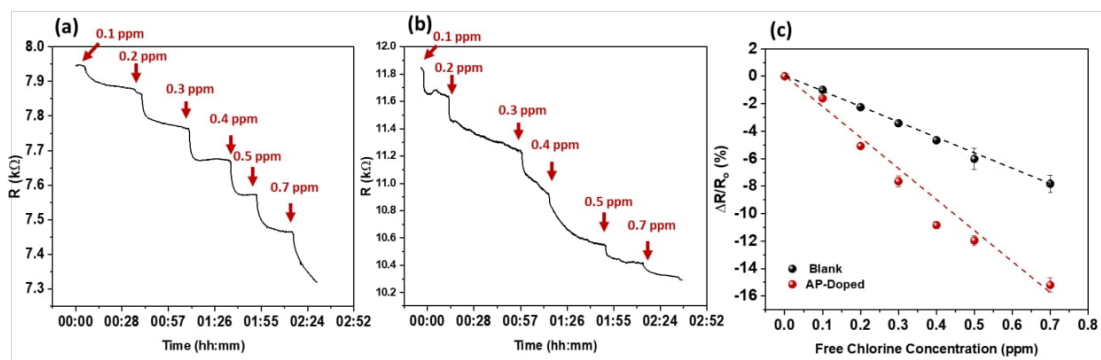 (a)
0.1 ppm
0.2 ppm
0.3 ppm
0.4 ppm
0.5 ppm
0.7 ppm
8.0
7.9
7.8
7.7
7.6
7.5
7.4
7.3
R (kΩ)
00:00 00:28 00:57 01:26 01:55 02:24 02:52
Time (hh:mm)
(b)
0.1 ppm
0.2 ppm
0.3 ppm
0.4 ppm
0.5 ppm
0.7 ppm
12.0
11.8
11.6
11.4
11.2
11.0
10.8
10.6
10.4
10.2
R (kΩ)
00:00 00:28 00:57 01:26 01:55 02:24 02:52
Time (hh:mm)
(c)
2
0
-2
-4
-6
-8
-10
-12
-14
-16
ΔR/Ro (%)
Blank
AP-Doped
0.0 0.1 0.2 0.3 0.4 0.5 0.6 0.7 0.8
Free Chlorine Concentration (ppm)